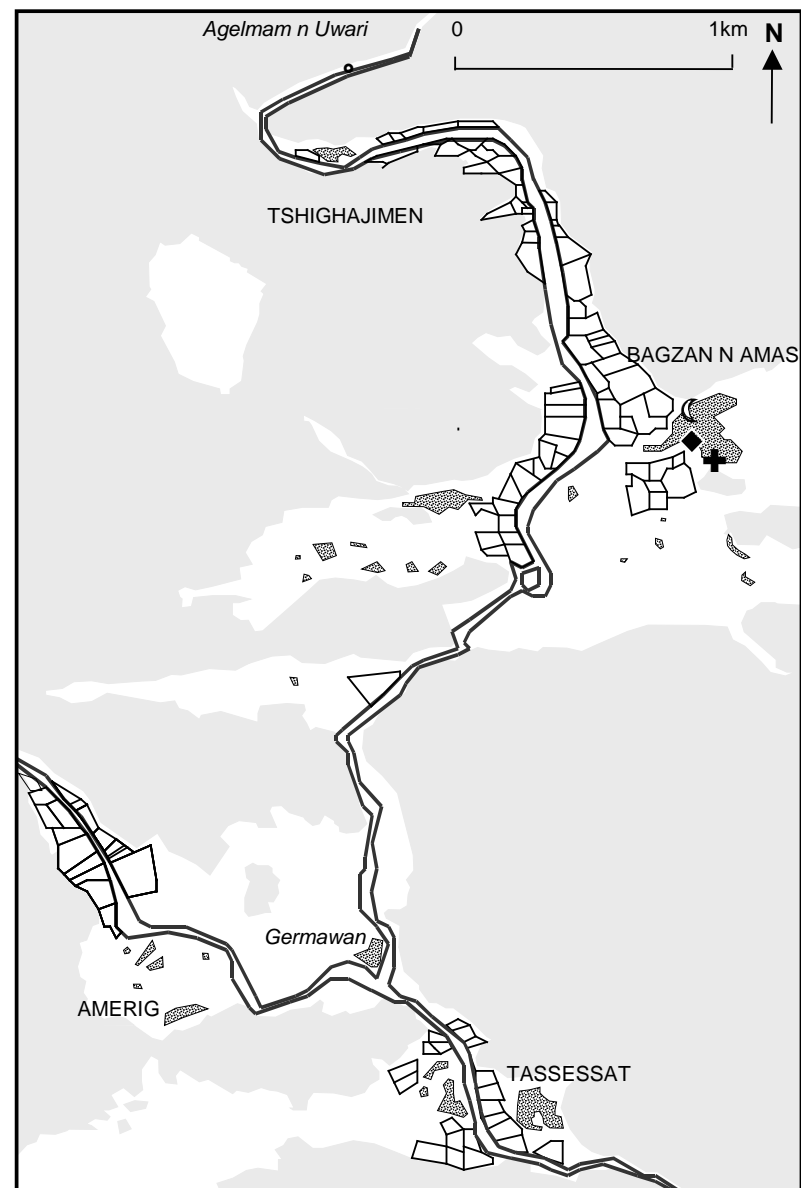 Agelmam n Uwari
0 1km N
TSHIGHAJIMEN
BAGZAN N AMAS
Germawan
AMERIG
TASSESSAT